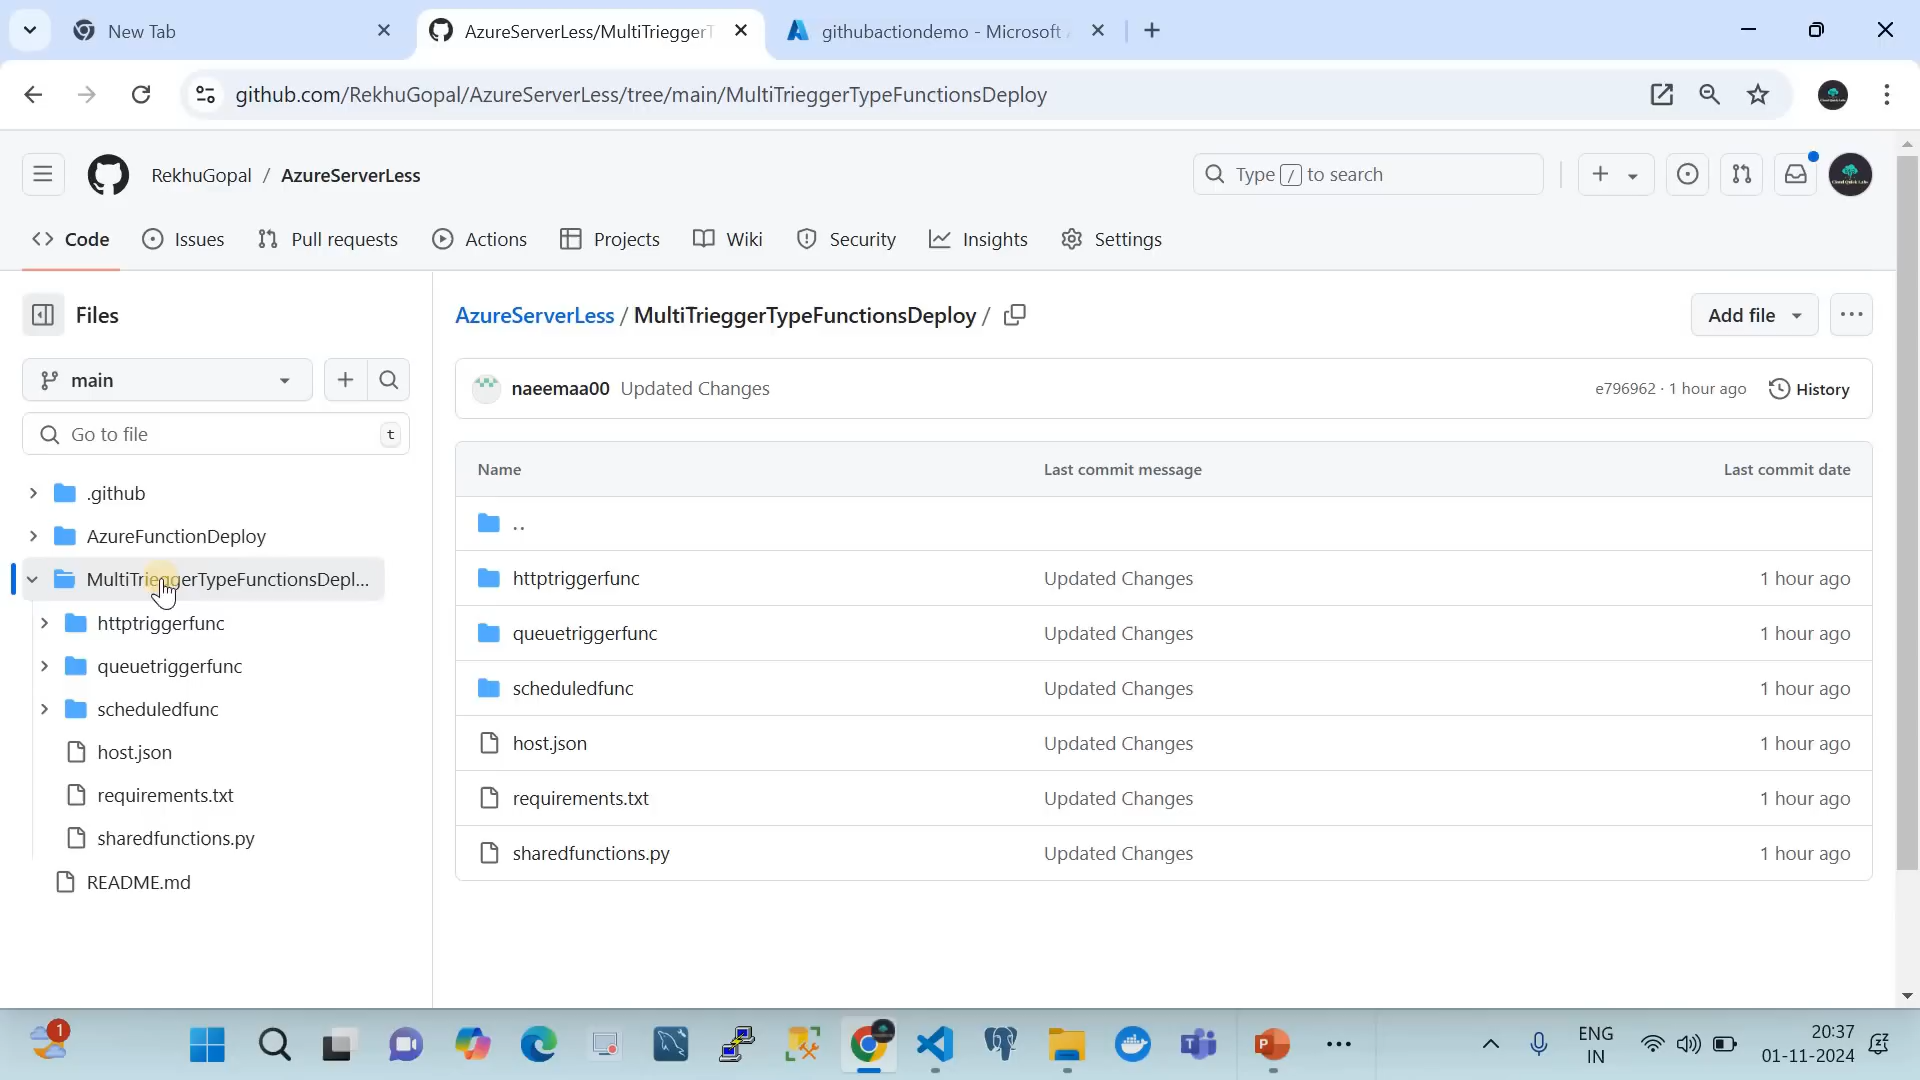 New Tab
AzureServerLess/MultiTriegger
githubactiondemo - Microsoft
github.com/RekhuGopal/AzureServerLess/tree/main/MultiTrieggerTypeFunctionsDeploy
RekhuGopal / AzureServerLess
Type / to search
Code
Issues
Pull requests
Actions
Projects
Wiki
Security
Insights
Settings
Files
main
Go to file
t
.github
AzureFunctionDeploy
MultiTrieggerTypeFunctionsDepl...
httptriggerfunc
queuetriggerfunc
scheduledfunc
host.json
requirements.txt
sharedfunctions.py
README.md
AzureServerLess / MultiTrieggerTypeFunctionsDeploy /
Add file
naeemaa00 Updated Changes
e796962 · 1 hour ago
History
Name Last commit message Last commit date
..
httptriggerfunc Updated Changes 1 hour ago
queuetriggerfunc Updated Changes 1 hour ago
scheduledfunc Updated Changes 1 hour ago
host.json Updated Changes 1 hour ago
requirements.txt Updated Changes 1 hour ago
sharedfunctions.py Updated Changes 1 hour ago
1
ENG
IN
20:37
01-11-2024